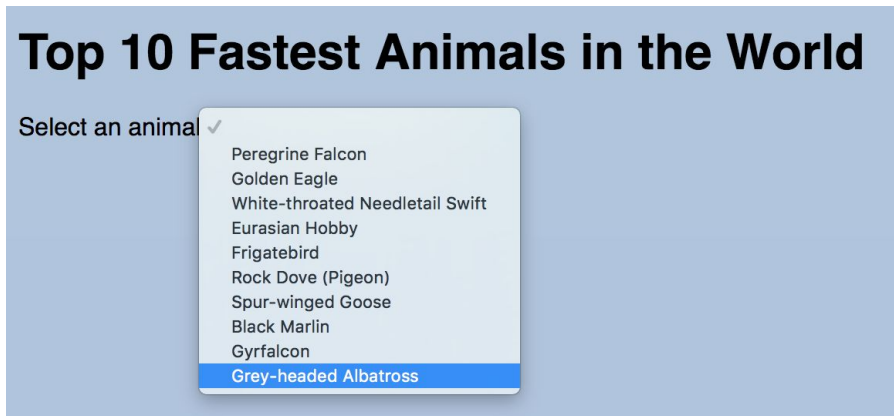 Top 10 Fastest Animals in the World
Select an animal
Peregrine Falcon
Golden Eagle
White-throated Needletail Swift
Eurasian Hobby
Frigatebird
Rock Dove (Pigeon)
Spur-winged Goose
Black Marlin
Gyrfalcon
Grey-headed Albatross